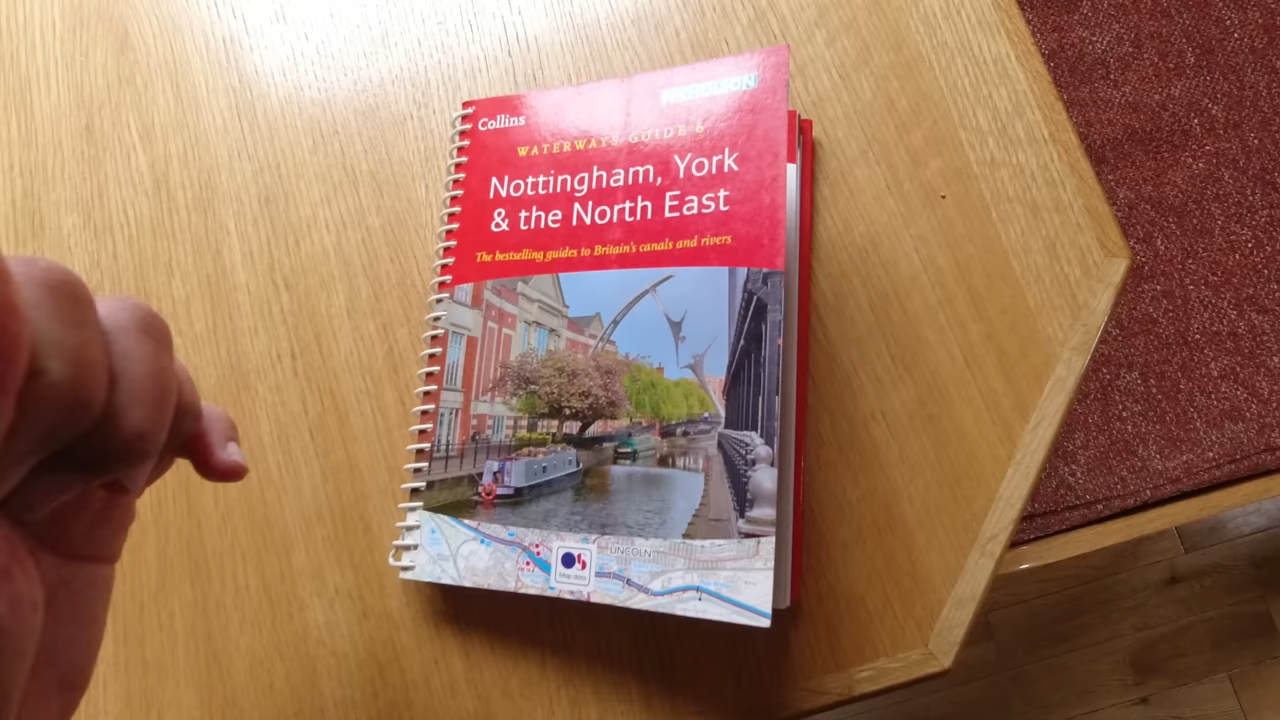 NICHOLSON
Collins
WATERWAYS GUIDE 6
Nottingham, York
& the North East
The bestselling guides to Britain's canals and rivers
LINCOLN
OS
Map data